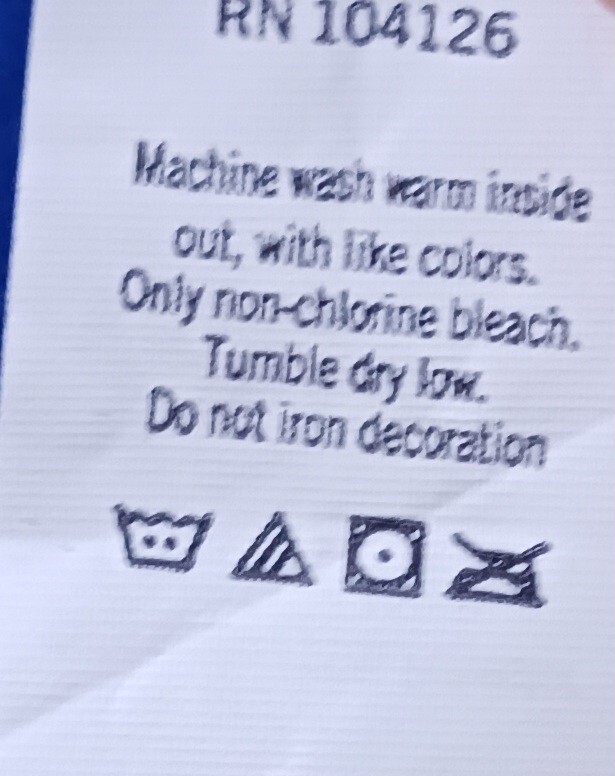 RN 104126
Machine wash warm inside
out, with like colors.
Only non-chlorine bleach.
Tumble dry low.
Do not iron decoration